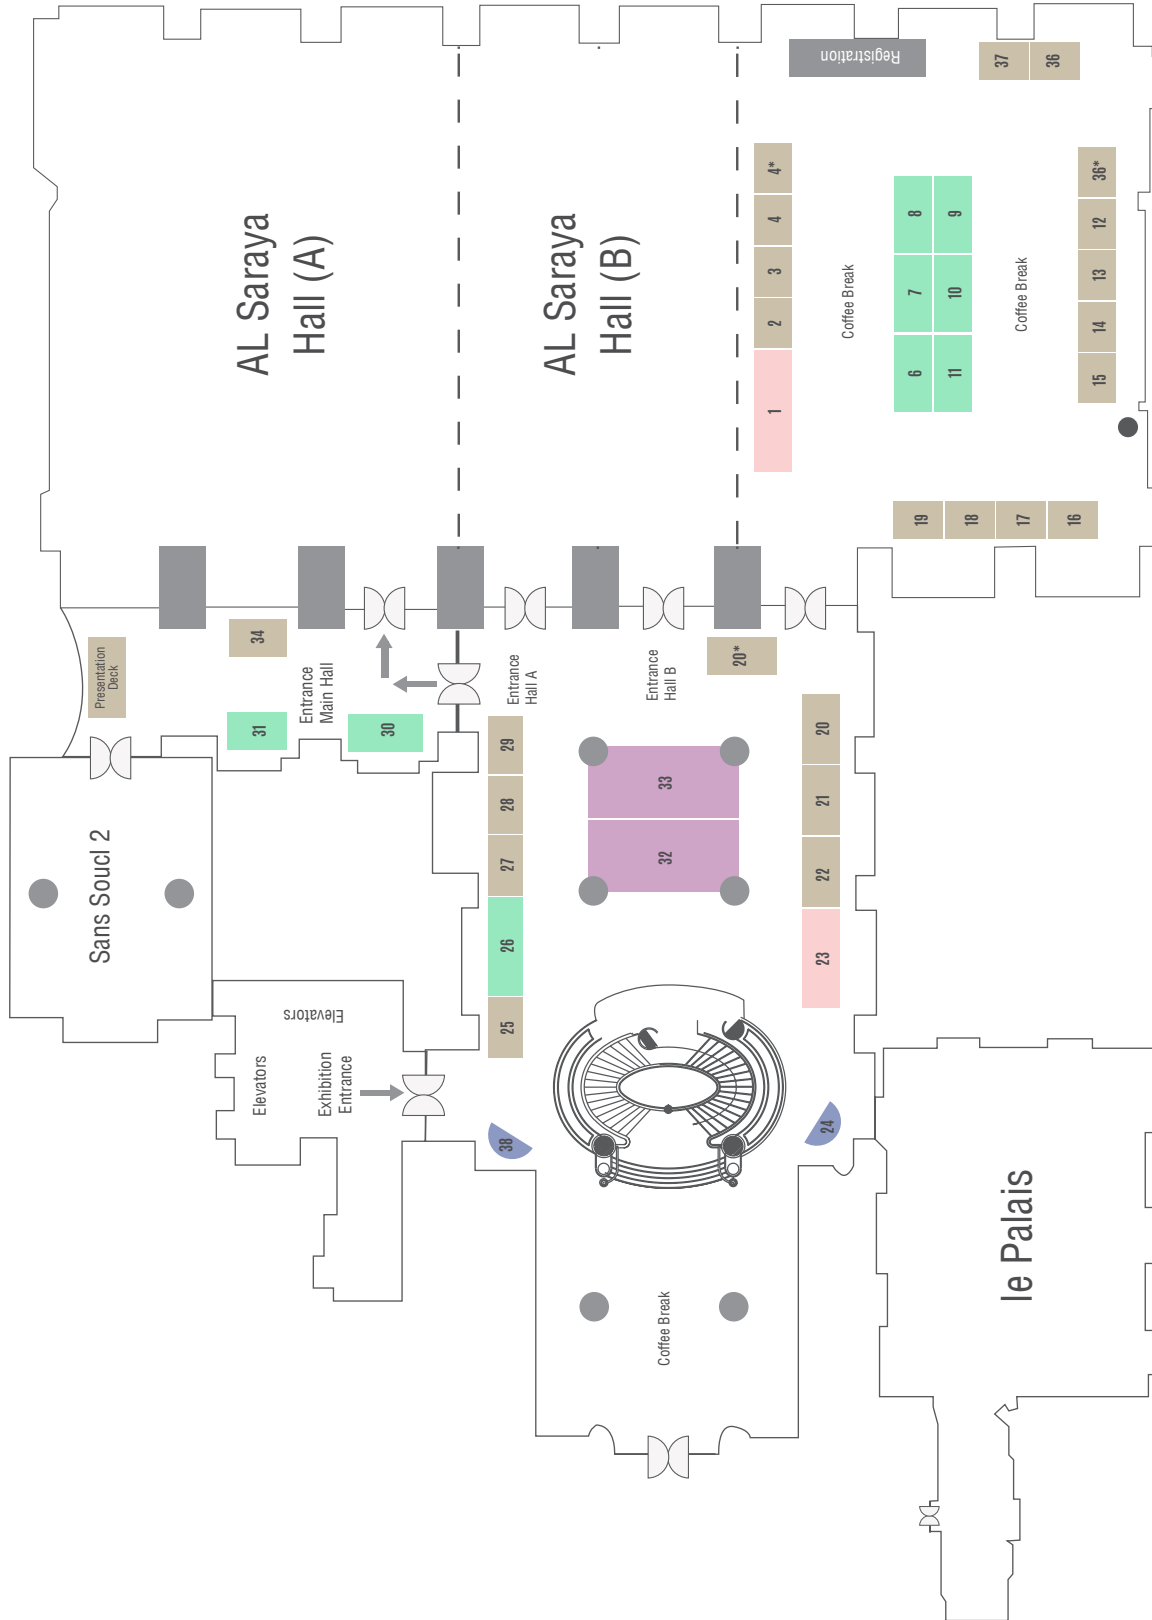 Registration
37
36
4*
4
3
2
1
8
9
7
10
6
11
Coffee Break
Coffee Break
36*
12
13
14
15
19
18
17
16
AL Saraya
Hall (A)
AL Saraya
Hall (B)
Presentation
Deck
34
31
30
Entrance
Main Hall
Entrance
Hall A
Entrance
Hall B
20*
29
28
27
26
25
33
32
20
21
22
23
Sans Soucl 2
Elevators
Elevators
Exhibition
Entrance
38
24
Coffee Break
le Palais